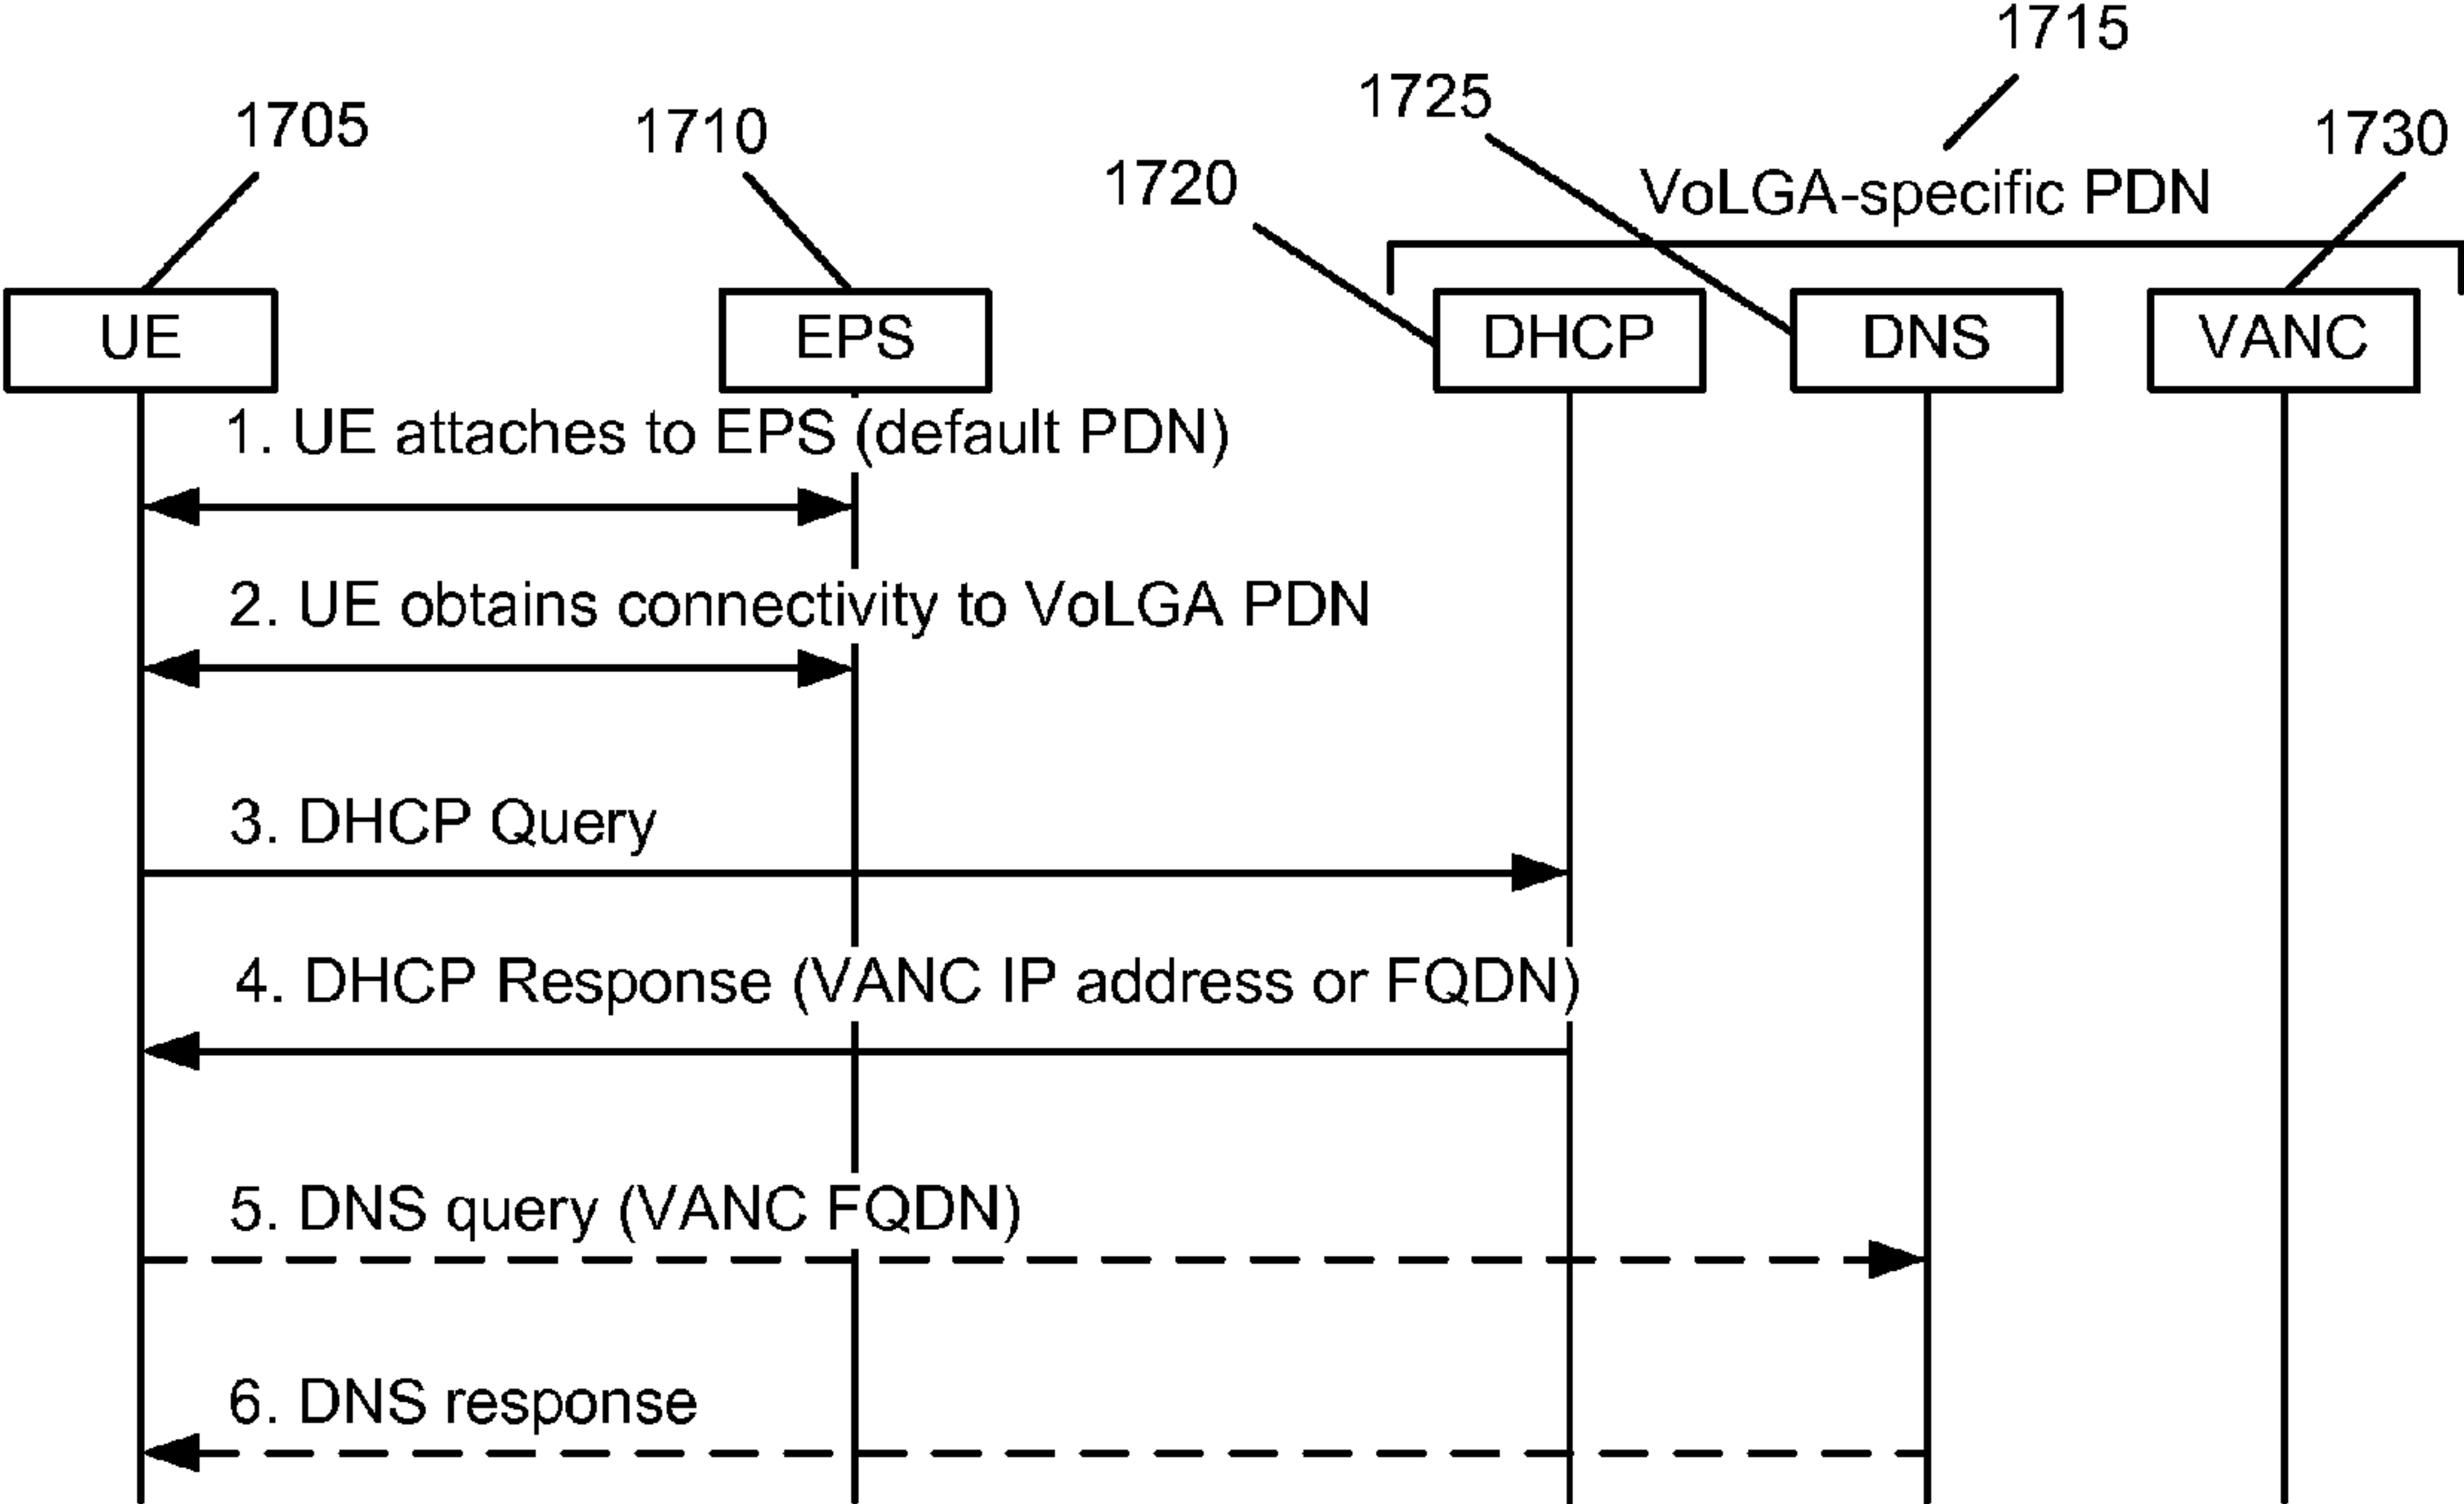 1715
1725
1705
1710
1730
1720
VoLGA-specific PDN
UE
EPS
DHCP
DNS
VANC
1. UE attaches to EPS (default PDN)
2. UE obtains connectivity to VoLGA PDN
3. DHCP Query
4. DHCP Response (VANC IP address or FQDN)
5. DNS query (VANC FQDN)
6. DNS response